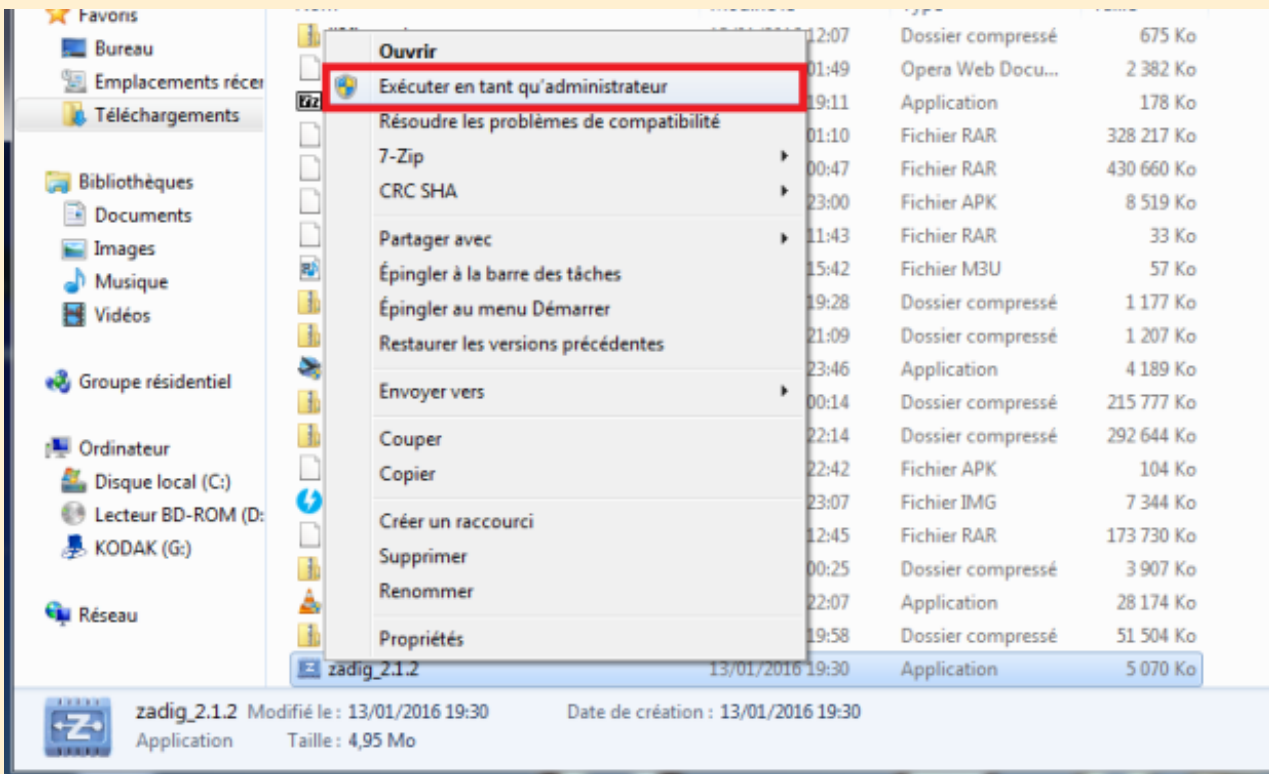 Favoris
Bureau
Emplacements récer
Téléchargements
Bibliothèques
Documents
Images
Musique
Vidéos
Groupe résidentiel
Ordinateur
Disque local (C:)
Lecteur BD-ROM (D:
KODAK (G:)
Réseau
Ouvrir
Exécuter en tant qu'administrateur
Résoudre les problèmes de compatibilité
7-Zip
CRC SHA
Partager avec
Épingler à la barre des tâches
Épingler au menu Démarrer
Restaurer les versions précédentes
Envoyer vers
Couper
Copier
Créer un raccourci
Supprimer
Renommer
Propriétés
12:07 Dossier compressé 675 Ko
01:49 Opera Web Docu... 2 382 Ko
19:11 Application 178 Ko
01:10 Fichier RAR 328 217 Ko
00:47 Fichier RAR 430 660 Ko
23:00 Fichier APK 8 519 Ko
11:43 Fichier RAR 33 Ko
15:42 Fichier M3U 57 Ko
19:28 Dossier compressé 1 177 Ko
21:09 Dossier compressé 1 207 Ko
23:46 Application 4 189 Ko
00:14 Dossier compressé 215 777 Ko
22:14 Dossier compressé 292 644 Ko
22:42 Fichier APK 104 Ko
23:07 Fichier IMG 7 344 Ko
12:45 Fichier RAR 173 730 Ko
00:25 Dossier compressé 3 907 Ko
22:07 Application 28 174 Ko
19:58 Dossier compressé 51 504 Ko
zadig_2.1.2 13/01/2016 19:30 Application 5 070 Ko
zadig_2.1.2 Modifié le : 13/01/2016 19:30 Date de création : 13/01/2016 19:30
Application Taille : 4,95 Mo